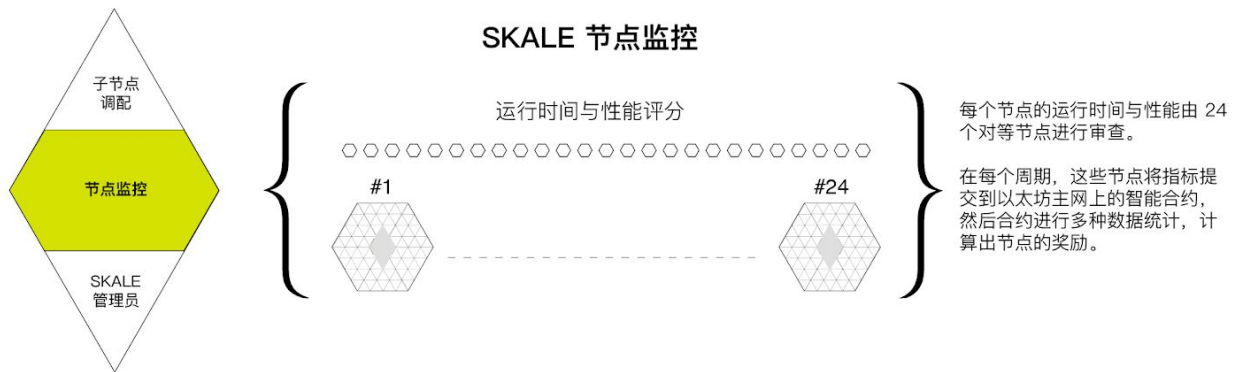 SKALE 节点监控
子节点
调配
节点监控
SKALE
管理员
运行时间与性能评分
#1
#24
每个节点的运行时间与性能由 24
个对等节点进行审查。
在每个周期，这些节点将指标提
交到以太坊主网上的智能合约，
然后合约进行多种数据统计，计
算出节点的奖励。